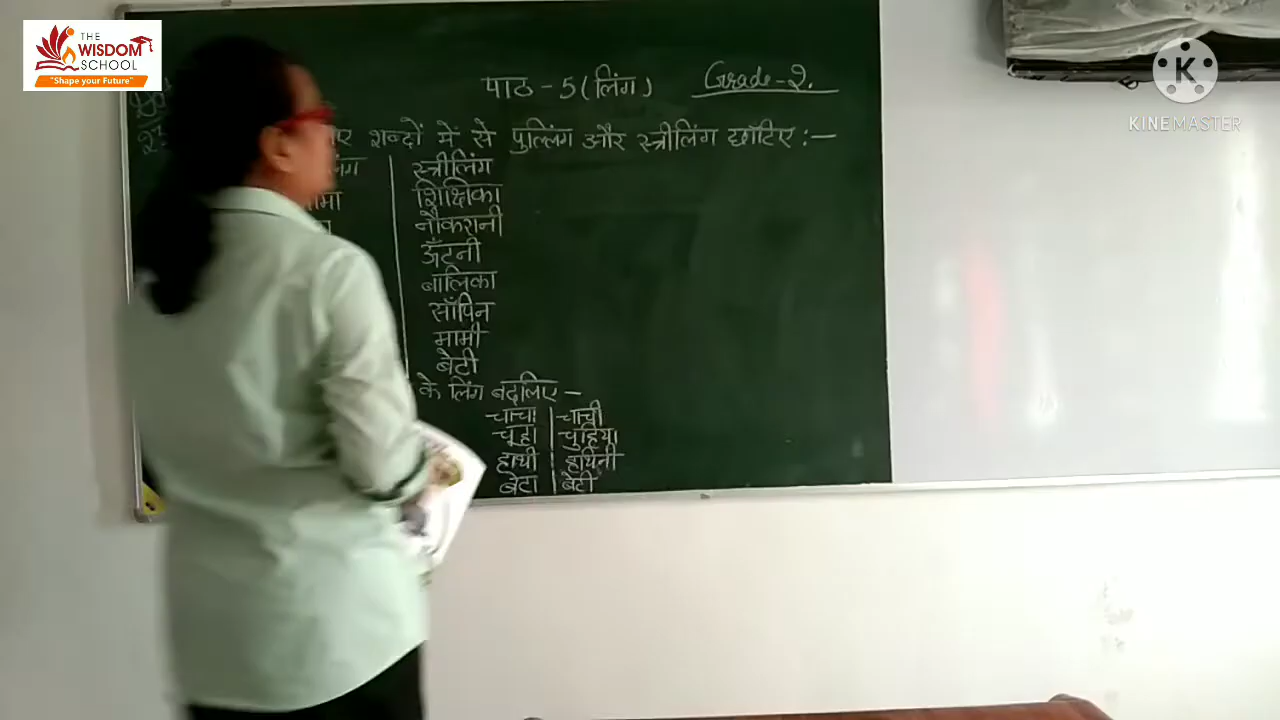 THE
WISDOM
SCHOOL
"Shape your Future"
K
KINEMASTER
पाठ - 5 (लिंग) Grade - 2.
शब्दों में से पुल्लिंग और स्त्रीलिंग छाँटिए :-
स्त्रीलिंग
शिक्षिका
नौकरानी
ऊँटनी
बालिका
साँपिन
मामी
बेटी
के लिंग बदलिए -
चाचा | चाची
चूहा | चुहिया
हाथी | हथिनी
बेटा | बेटी